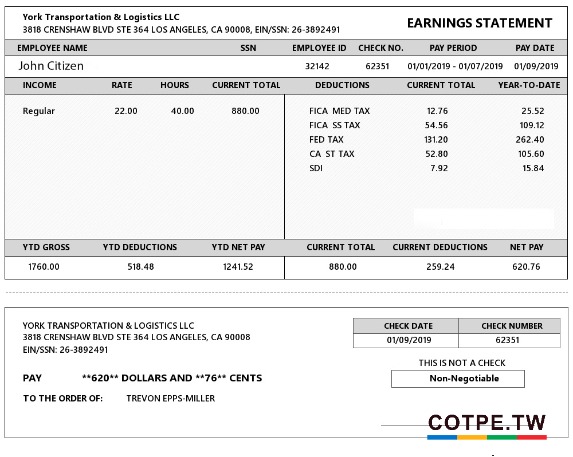 York Transportation & Logistics LLC
3818 CRENSHAW BLVD STE 364 LOS ANGELES, CA 90008, EIN/SSN: 26-3892491
EARNINGS STATEMENT
EMPLOYEE NAME SSN EMPLOYEE ID CHECK NO. PAY PERIOD PAY DATE
John Citizen 32142 62351 01/01/2019 - 01/07/2019 01/09/2019
INCOME RATE HOURS CURRENT TOTAL DEDUCTIONS CURRENT TOTAL YEAR-TO-DATE
Regular 22.00 40.00 880.00 FICA MED TAX 12.76 25.52
FICA SS TAX 54.56 109.12
FED TAX 131.20 262.40
CA ST TAX 52.80 105.60
SDI 7.92 15.84
YTD GROSS YTD DEDUCTIONS YTD NET PAY CURRENT TOTAL CURRENT DEDUCTIONS NET PAY
1760.00 518.48 1241.52 880.00 259.24 620.76
YORK TRANSPORTATION & LOGISTICS LLC
3818 CRENSHAW BLVD STE 364 LOS ANGELES, CA 90008
EIN/SSN: 26-3892491
CHECK DATE CHECK NUMBER
01/09/2019 62351
THIS IS NOT A CHECK
Non-Negotiable
PAY **620** DOLLARS AND **76** CENTS
TO THE ORDER OF: TREVON EPPS-MILLER
COTPE.TW